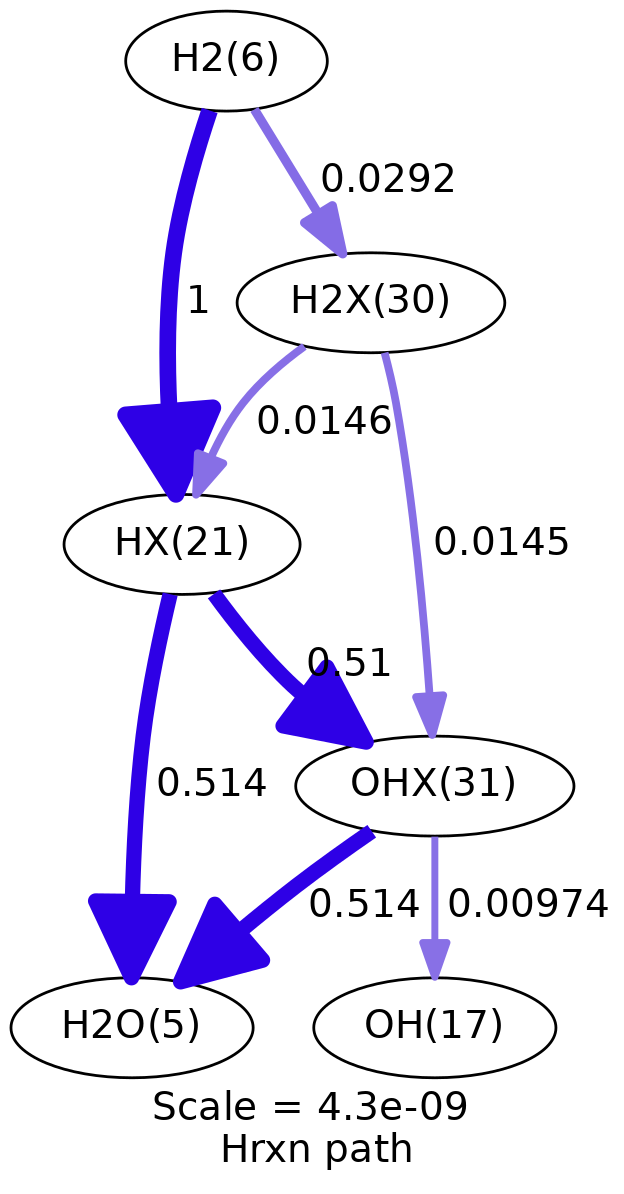 H2(6)
0.0292
H2X(30)
1
0.0146
HX(21)
0.0145
0.51
OHX(31)
0.514
0.514
0.00974
H2O(5)
OH(17)
Scale = 4.3e-09
Hrxn path